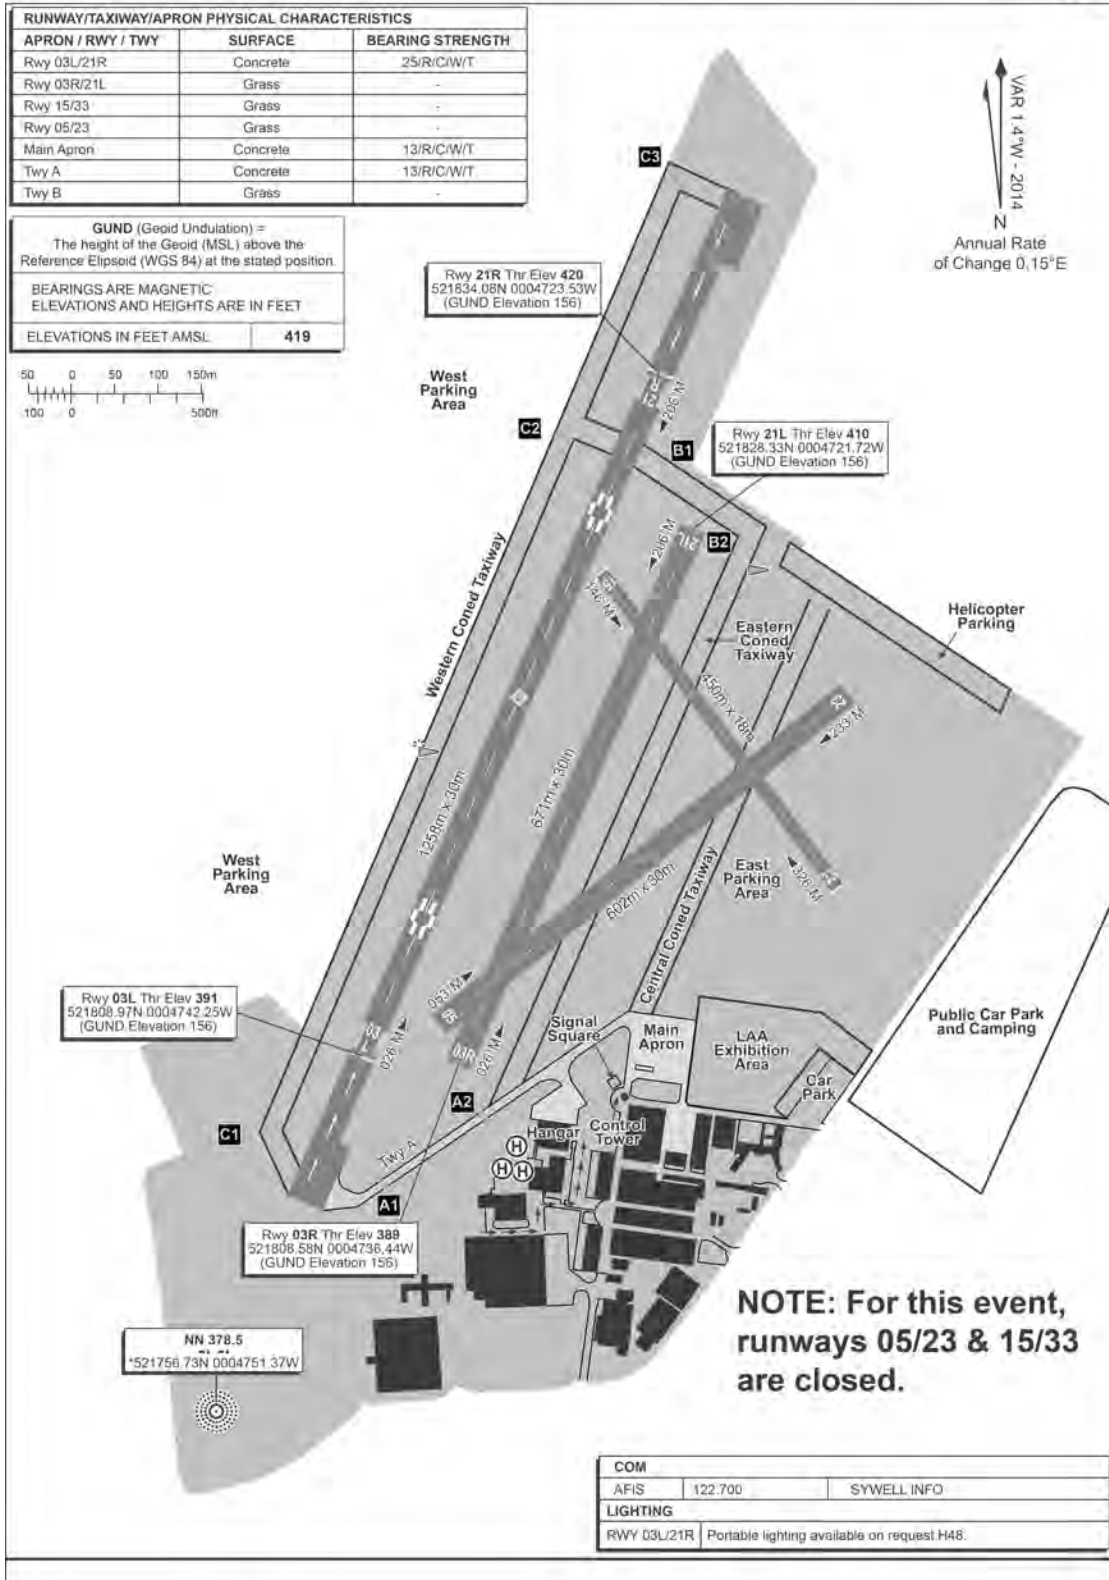 RUNWAY/TAXIWAY/APRON PHYSICAL CHARACTERISTICS
APRON / RWY / TWY SURFACE BEARING STRENGTH
Rwy 03L/21R Concrete 25/R/C/W/T
Rwy 03R/21L Grass -
Rwy 15/33 Grass -
Rwy 05/23 Grass -
Main Apron Concrete 13/R/C/W/T
Twy A Concrete 13/R/C/W/T
Twy B Grass -
GUND (Geoid Undulation) =
The height of the Geoid (MSL) above the
Reference Elipsoid (WGS 84) at the stated position.
BEARINGS ARE MAGNETIC
ELEVATIONS AND HEIGHTS ARE IN FEET
ELEVATIONS IN FEET AMSL 419
50 0 50 100 150m
100 0 500ft
VAR 1.4°W - 2014
N
Annual Rate
of Change 0.15°E
C3
Rwy 21R Thr Elev 420
521834.08N 0004723.53W
(GUND Elevation 156)
West
Parking
Area
206°M
C2
B1
Rwy 21L Thr Elev 410
521828.33N 0004721.72W
(GUND Elevation 156)
206°M
21L
B2
146°M
Western Coned Taxiway
Eastern
Coned
Taxiway
Helicopter
Parking
450m x 18m
233°M
1258m x 30m
671m x 30m
602m x 30m
West
Parking
Area
East
Parking
Area
326°M
33
Central Coned Taxiway
053°M
05
Rwy 03L Thr Elev 391
521808.97N 0004742.25W
(GUND Elevation 156)
03
026°M
03R
026°M
Signal
Square
Main
Apron
LAA
Exhibition
Area
Car
Park
Public Car Park
and Camping
A2
C1
Twy A
Hangar
Control
Tower
H
H H
A1
Rwy 03R Thr Elev 389
521808.58N 0004736.44W
(GUND Elevation 156)
NN 378.5
*521756.73N 0004751.37W
NOTE: For this event,
runways 05/23 & 15/33
are closed.
COM
AFIS 122.700 SYWELL INFO
LIGHTING
RWY 03L/21R Portable lighting available on request H48.